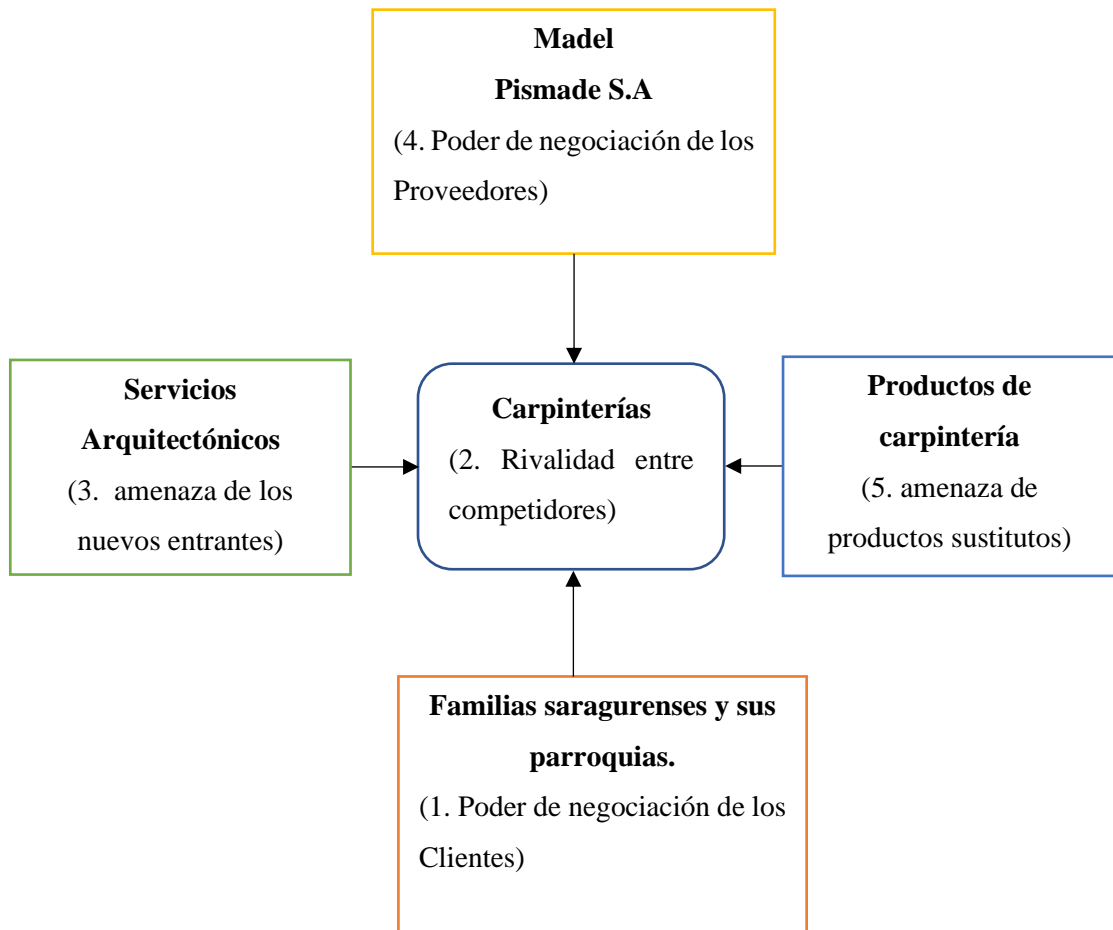 Madel
Pismade S.A
(4. Poder de negociación de los
Proveedores)
Servicios
Arquitectónicos
(3. amenaza de los
nuevos entrantes)
Carpinterías
(2. Rivalidad entre
competidores)
Productos de
carpintería
(5. amenaza de
productos sustitutos)
Familias saragurenses y sus
parroquias.
(1. Poder de negociación de los
Clientes)